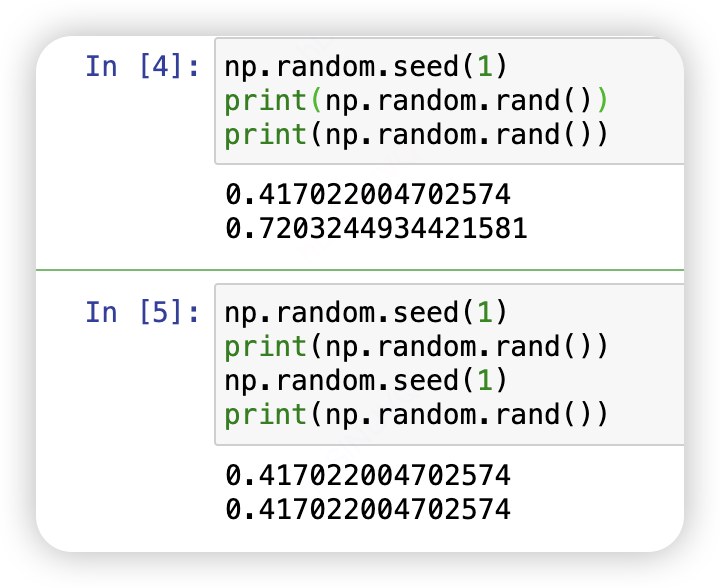 In [4]: np.random.seed(1)
print(np.random.rand())
print(np.random.rand())
0.417022004702574
0.7203244934421581
In [5]: np.random.seed(1)
print(np.random.rand())
np.random.seed(1)
print(np.random.rand())
0.417022004702574
0.417022004702574